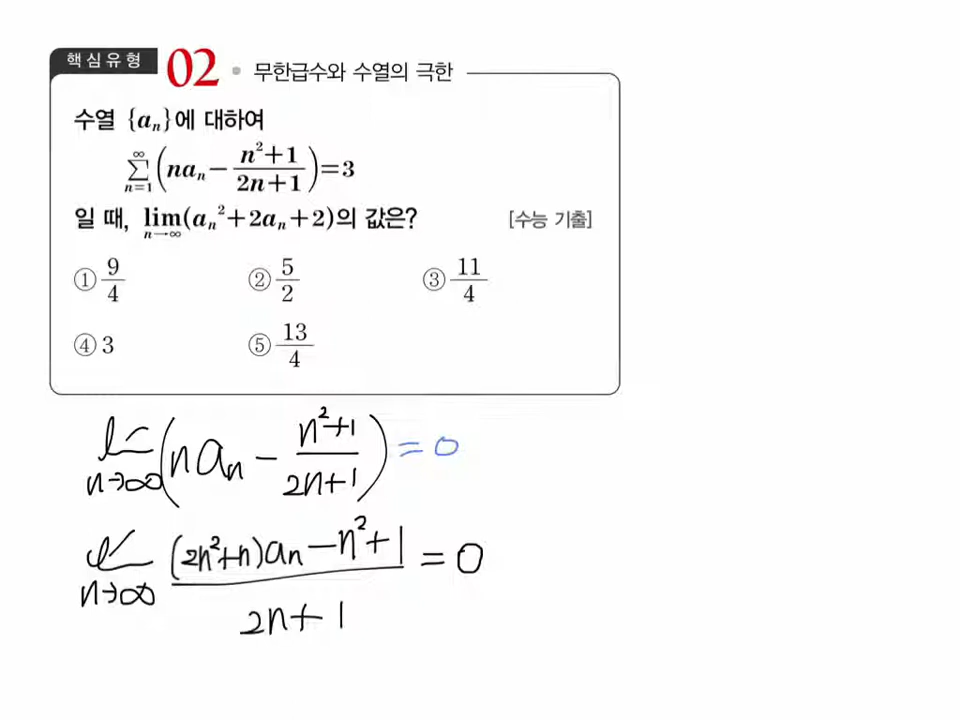 핵심유형 02 무한급수와 수열의 극한
수열 {aₙ}에 대하여
∑_{n=1}^{∞}(naₙ − (n²+1)/(2n+1))=3
일 때, lim_{n→∞}(aₙ²+2aₙ+2)의 값은? [수능 기출]
① 9/4 ② 5/2 ③ 11/4
④ 3 ⑤ 13/4
lim_{n→∞}(naₙ − (n²+1)/(2n+1)) = 0
lim_{n→∞} ((2n²+n)aₙ − n²+1)/(2n+1) = 0